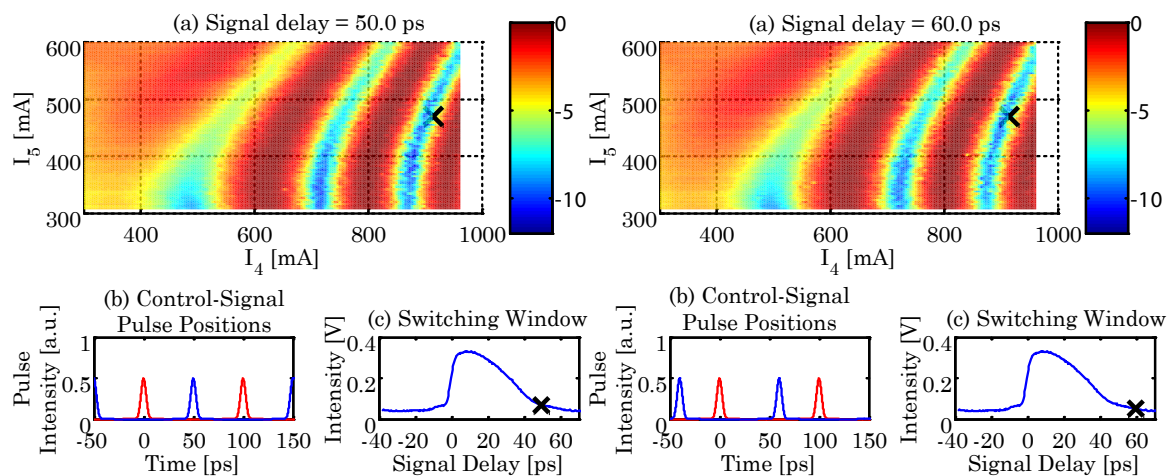 (a) Signal delay = 50.0 ps
600
500
400
300
I5 [mA]
400 600 800 1000
I4 [mA]
0
-5
-10
(b) Control-Signal
Pulse Positions
Pulse
Intensity [a.u.]
1
0.5
0
-50 0 50 100 150
Time [ps]
(c) Switching Window
Intensity [V]
0.4
0.2
0
-40 -20 0 20 40 60
Signal Delay [ps]
(a) Signal delay = 60.0 ps
600
500
400
300
I5 [mA]
400 600 800 1000
I4 [mA]
0
-5
-10
(b) Control-Signal
Pulse Positions
Pulse
Intensity [a.u.]
1
0.5
0
-50 0 50 100 150
Time [ps]
(c) Switching Window
Intensity [V]
0.4
0.2
0
-40 -20 0 20 40 60
Signal Delay [ps]